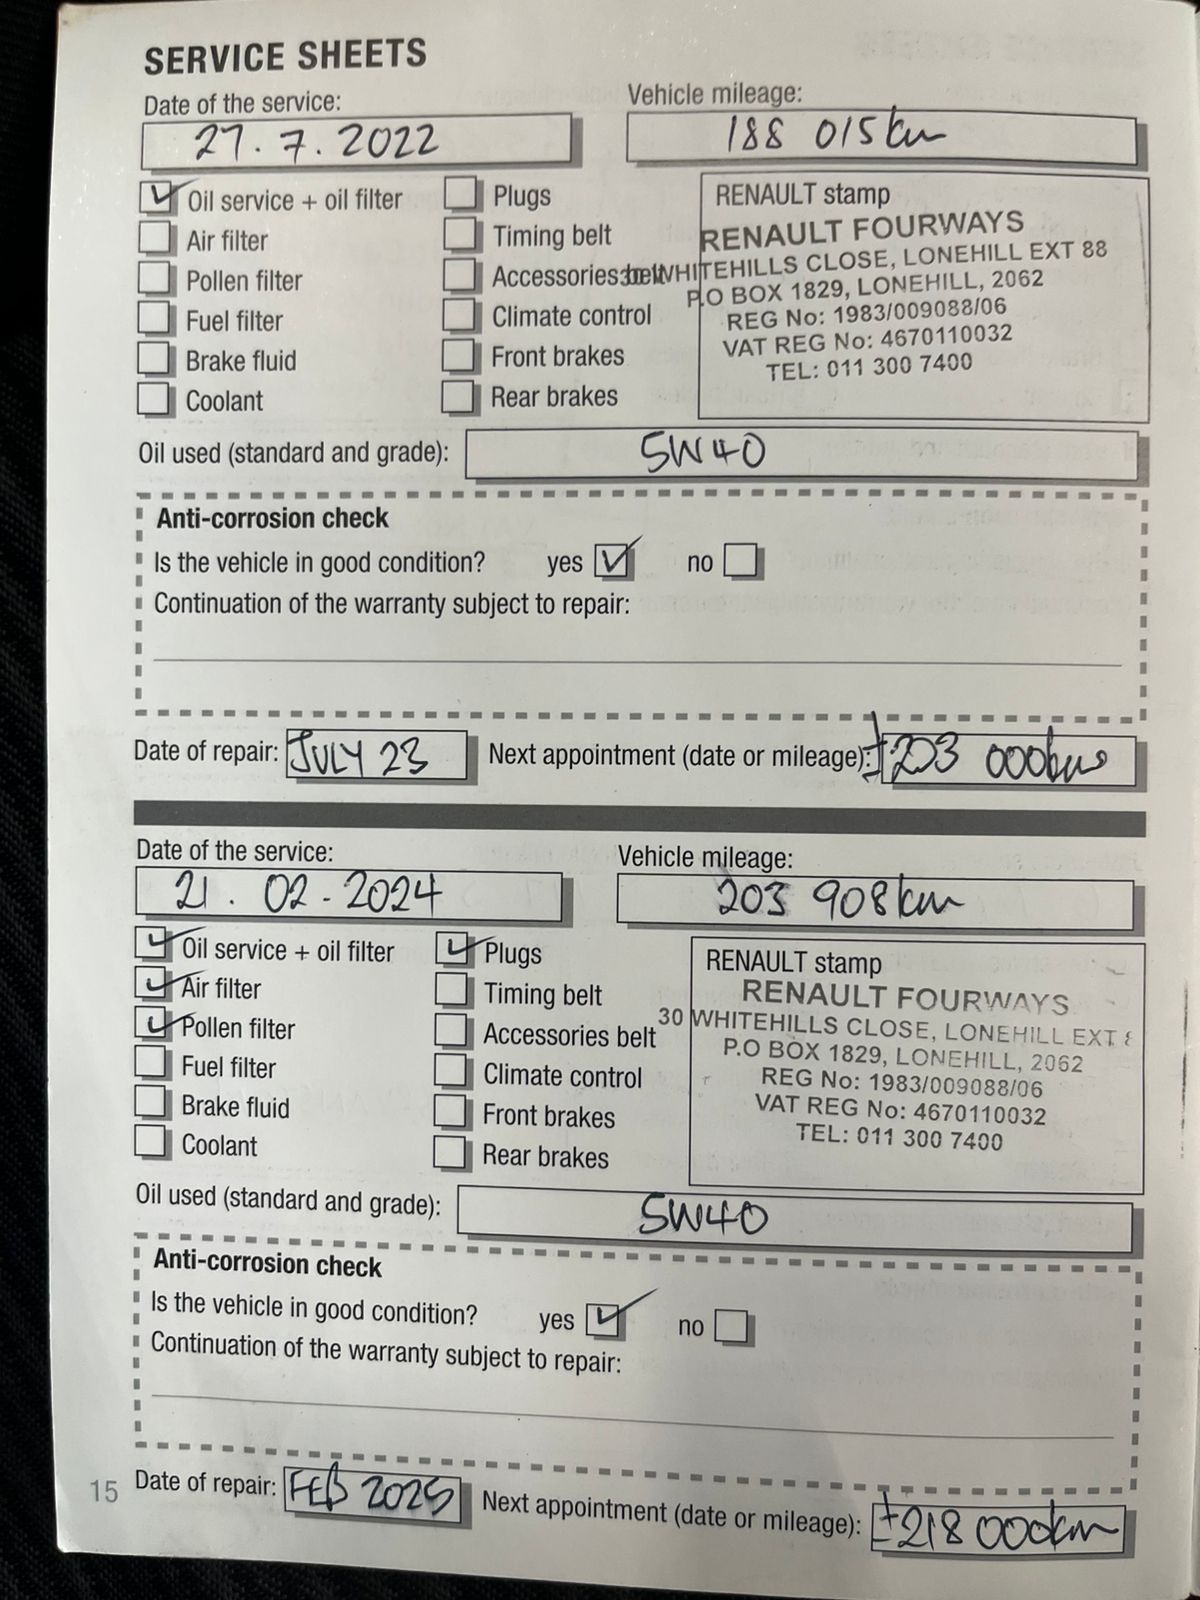 SERVICE SHEETS
Date of the service:
27.7.2022
Vehicle mileage:
188 015km
Oil service + oil filter
Air filter
Pollen filter
Fuel filter
Brake fluid
Coolant
Plugs
Timing belt
Accessories belt
Climate control
Front brakes
Rear brakes
RENAULT stamp
RENAULT FOURWAYS
30 WHITEHILLS CLOSE, LONEHILL EXT 88
P.O BOX 1829, LONEHILL, 2062
REG No: 1983/009088/06
VAT REG No: 4670110032
TEL: 011 300 7400
Oil used (standard and grade):
5W40
Anti-corrosion check
Is the vehicle in good condition? yes no
Continuation of the warranty subject to repair:
Date of repair: JULY 23 Next appointment (date or mileage): ±203 000kms
Date of the service:
21.02-2024
Vehicle mileage:
203 908km
Oil service + oil filter
Air filter
Pollen filter
Fuel filter
Brake fluid
Coolant
Plugs
Timing belt
Accessories belt
Climate control
Front brakes
Rear brakes
RENAULT stamp
RENAULT FOURWAYS
30 WHITEHILLS CLOSE, LONEHILL EXT
P.O BOX 1829, LONEHILL, 2062
REG No: 1983/009088/06
VAT REG No: 4670110032
TEL: 011 300 7400
Oil used (standard and grade):
5W40
Anti-corrosion check
Is the vehicle in good condition? yes no
Continuation of the warranty subject to repair:
Date of repair: FEB 2025 Next appointment (date or mileage): ±218 000km
15